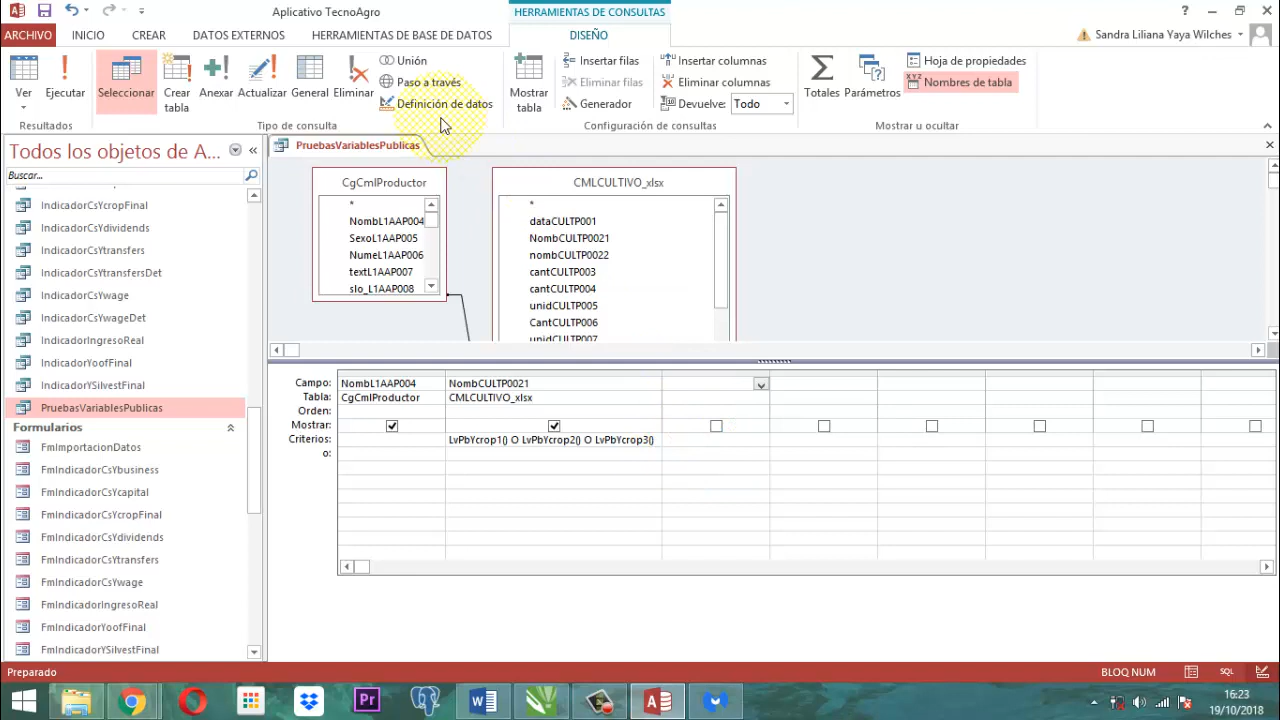 Aplicativo TecnoAgro
HERRAMIENTAS DE CONSULTAS
?
ARCHIVO
INICIO
CREAR
DATOS EXTERNOS
HERRAMIENTAS DE BASE DE DATOS
DISEÑO
Sandra Liliana Yaya Wilches
Ver
Ejecutar
Resultados
Seleccionar
Crear
tabla
Anexar
Actualizar
General
Eliminar
Unión
Paso a través
Definición de datos
Tipo de consulta
Mostrar
tabla
Insertar filas
Eliminar filas
Generador
Insertar columnas
Eliminar columnas
Devuelve: Todo
Configuración de consultas
Totales
Parámetros
Hoja de propiedades
XYZ
Nombres de tabla
Mostrar u ocultar
Todos los objetos de A...
Buscar...
IndicadorCsYcropFinal
IndicadorCsYdividends
IndicadorCsYtransfers
IndicadorCsYtransfersDet
IndicadorCsYwage
IndicadorCsYwageDet
IndicadorIngresoReal
IndicadorYoofFinal
IndicadorYSilvestFinal
PruebasVariablesPublicas
Formularios
FmImportacionDatos
FmIndicadorCsYbusiness
FmIndicadorCsYcapital
FmIndicadorCsYcropFinal
FmIndicadorCsYdividends
FmIndicadorCsYtransfers
FmIndicadorCsYwage
FmIndicadorIngresoReal
FmIndicadorYoofFinal
FmIndicadorYSilvestFinal
PruebasVariablesPublicas
CgCmlProductor
*
NombL1AAP004
SexoL1AAP005
NumeL1AAP006
textL1AAP007
slo_L1AAP008
CMLCULTIVO_xlsx
*
dataCULTP001
NombCULTP0021
nombCULTP0022
cantCULTP003
cantCULTP004
unidCULTP005
CantCULTP006
unidCULTP007
Campo: NombL1AAP004 NombCULTP0021
Tabla: CgCmlProductor CMLCULTIVO_xlsx
Orden:
Mostrar:
Criterios: LvPbYcrop1() O LvPbYcrop2() O LvPbYcrop3()
o:
Preparado
BLOQ NUM
SQL
Pr
16:23
19/10/2018